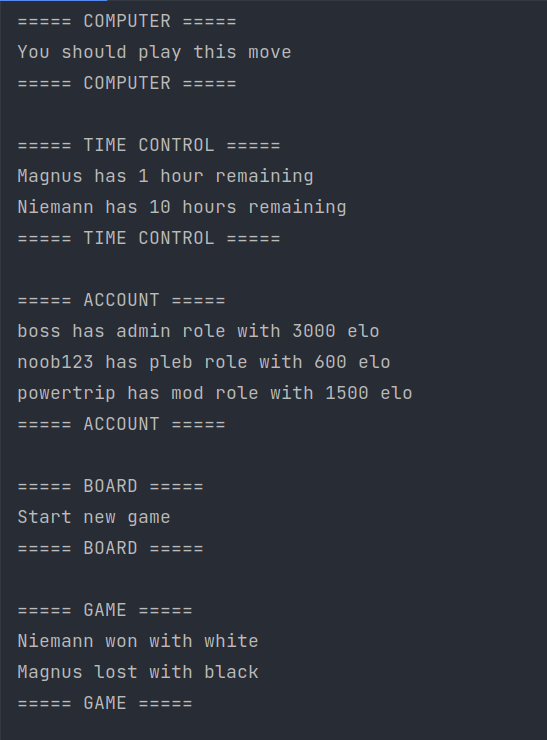 ===== COMPUTER =====
You should play this move
===== COMPUTER =====

===== TIME CONTROL =====
Magnus has 1 hour remaining
Niemann has 10 hours remaining
===== TIME CONTROL =====

===== ACCOUNT =====
boss has admin role with 3000 elo
noob123 has pleb role with 600 elo
powertrip has mod role with 1500 elo
===== ACCOUNT =====

===== BOARD =====
Start new game
===== BOARD =====

===== GAME =====
Niemann won with white
Magnus lost with black
===== GAME =====